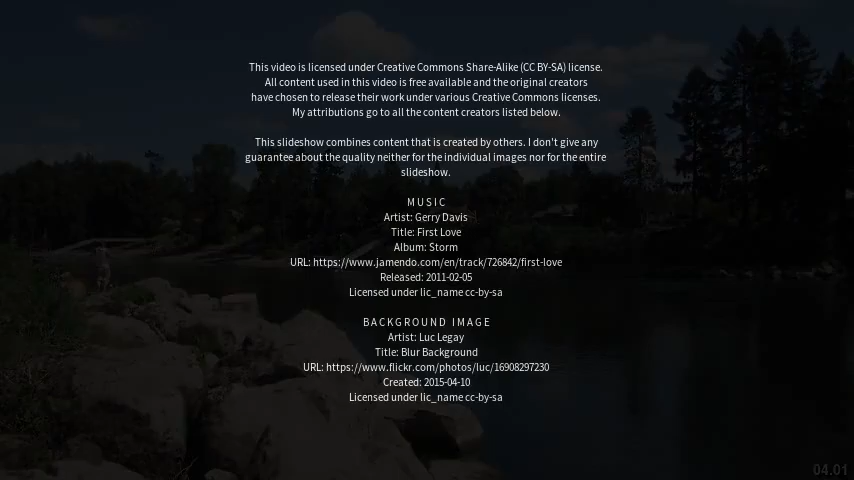 This video is licensed under Creative Commons Share-Alike (CC BY-SA) license.
All content used in this video is free available and the original creators
have chosen to release their work under various Creative Commons licenses.
My attributions go to all the content creators listed below.
This slideshow combines content that is created by others. I don't give any
guarantee about the quality neither for the individual images nor for the entire
slideshow.
MUSIC
Artist: Gerry Davis
Title: First Love
Album: Storm
URL: https://www.jamendo.com/en/track/726842/first-love
Released: 2011-02-05
Licensed under lic_name cc-by-sa
BACKGROUND IMAGE
Artist: Luc Legay
Title: Blur Background
URL: https://www.flickr.com/photos/luc/16908297230
Created: 2015-04-10
Licensed under lic_name cc-by-sa
04.01